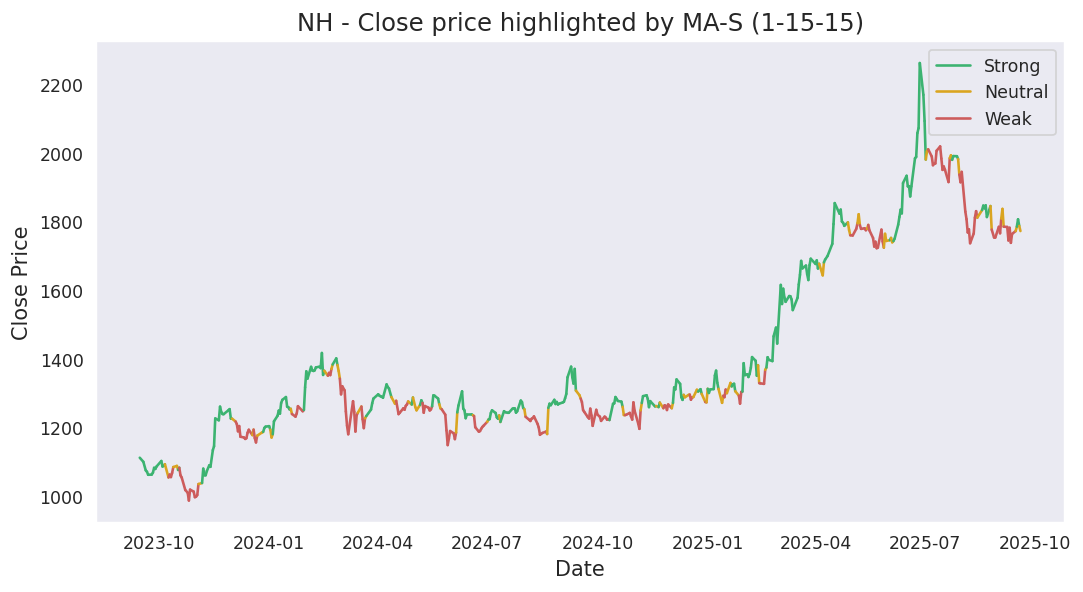 NH - Close price highlighted by MA-S (1-15-15)
Strong
Neutral
Weak
Close Price
2200
2000
1800
1600
1400
1200
1000
2023-10 2024-01 2024-04 2024-07 2024-10 2025-01 2025-04 2025-07 2025-10
Date